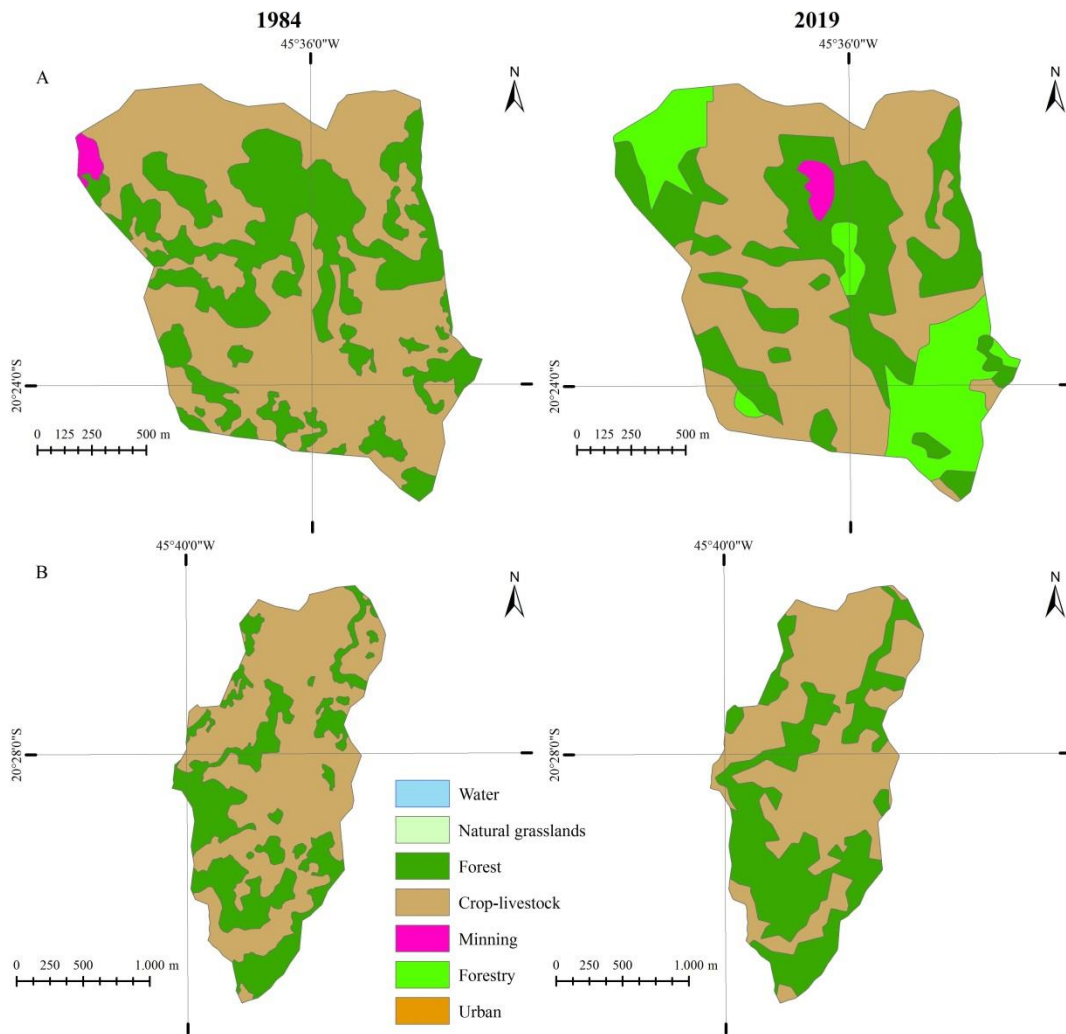 1984
2019
45°36'0"W
45°36'0"W
A
N
N
20°24'0"S
20°24'0"S
0 125 250 500 m
0 125 250 500 m
45°40'0"W
45°40'0"W
B
N
N
20°28'0"S
20°28'0"S
Water
Natural grasslands
Forest
Crop-livestock
Minning
Forestry
Urban
0 250 500 1.000 m
0 250 500 1.000 m